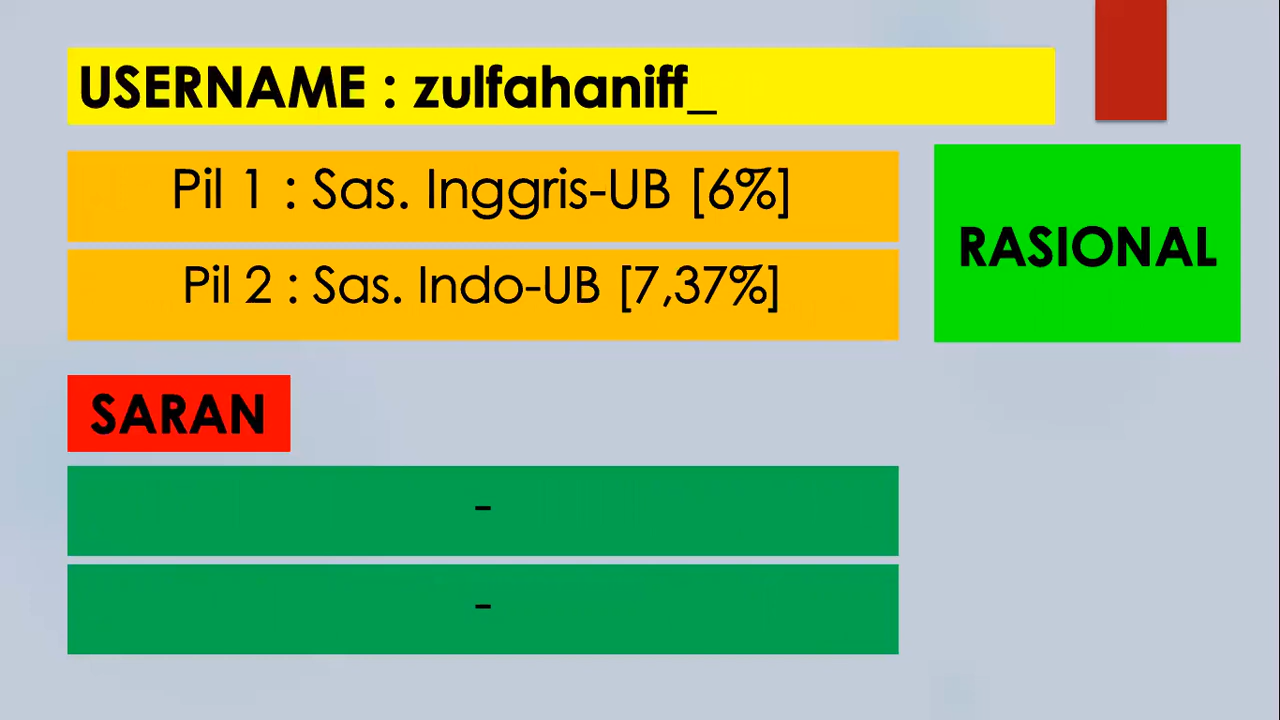 USERNAME : zulfahaniff_
Pil 1 : Sas. Inggris-UB [6%]
Pil 2 : Sas. Indo-UB [7,37%]
RASIONAL
SARAN
-
-